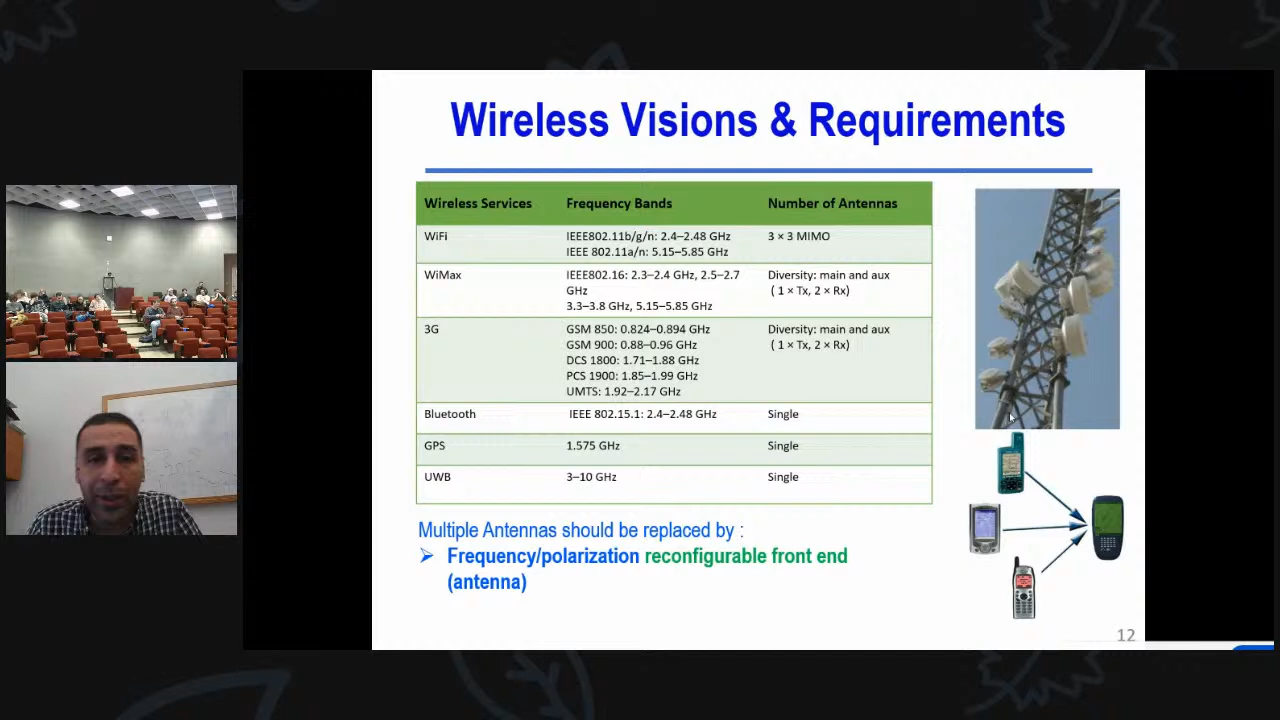 Wireless Visions & Requirements
Wireless Services Frequency Bands Number of Antennas
WiFi IEEE802.11b/g/n: 2.4–2.48 GHz 3 × 3 MIMO
IEEE 802.11a/n: 5.15–5.85 GHz
WiMax IEEE802.16: 2.3–2.4 GHz, 2.5–2.7 Diversity: main and aux
GHz ( 1 × Tx, 2 × Rx)
3.3–3.8 GHz, 5.15–5.85 GHz
3G GSM 850: 0.824–0.894 GHz Diversity: main and aux
GSM 900: 0.88–0.96 GHz ( 1 × Tx, 2 × Rx)
DCS 1800: 1.71–1.88 GHz
PCS 1900: 1.85–1.99 GHz
UMTS: 1.92–2.17 GHz
Bluetooth IEEE 802.15.1: 2.4–2.48 GHz Single
GPS 1.575 GHz Single
UWB 3–10 GHz Single
Multiple Antennas should be replaced by :
➢ Frequency/polarization reconfigurable front end
(antenna)
12